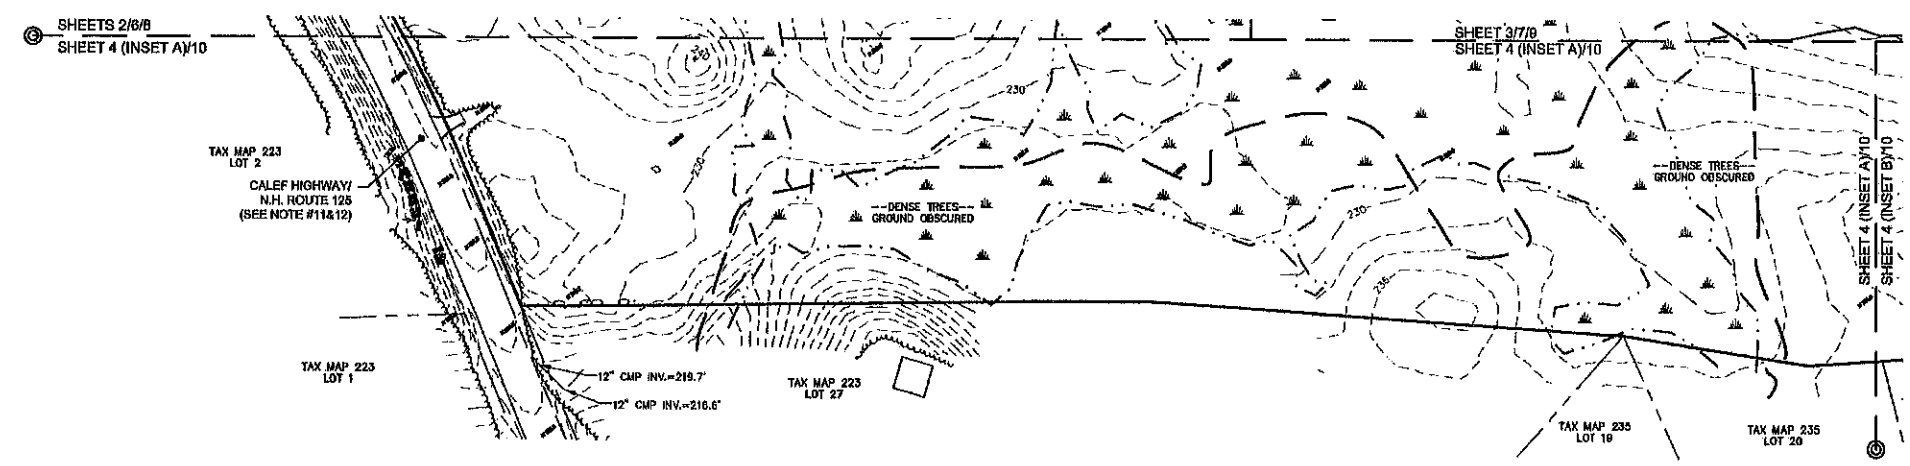 SHEETS 2/6/8
SHEET 4 (INSET A)/10
SHEET 3/7/9
SHEET 4 (INSET A)/10
230
TAX MAP 223
LOT 2
CALEF HIGHWAY/
N.H. ROUTE 125
(SEE NOTE #11&12)
230
--DENSE TREES--
GROUND OBSCURED
230
235
--DENSE TREES--
GROUND OBSCURED
SHEET 4 (INSET A)/10
SHEET 4 (INSET B)/10
TAX MAP 223
LOT 1
12" CMP INV.=219.7'
12" CMP INV.=216.6'
TAX MAP 223
LOT 27
TAX MAP 235
LOT 19
TAX MAP 235
LOT 20